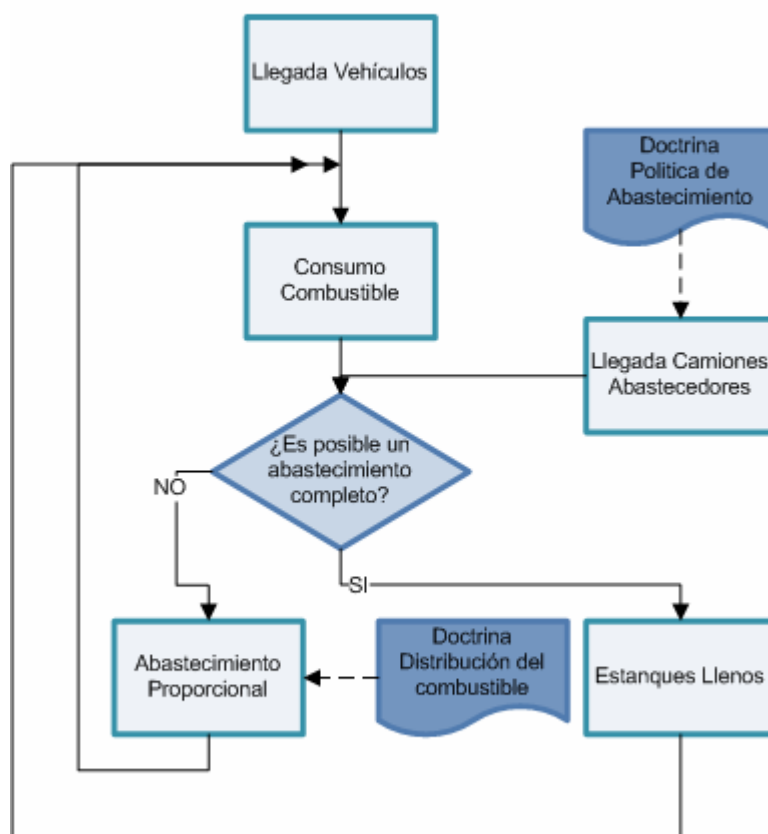 Llegada Vehículos
Doctrina
Politica de
Abastecimiento
Consumo
Combustible
Llegada Camiones
Abastecedores
¿Es posible un
abastecimiento
completo?
NO
SI
Abastecimiento
Proporcional
Doctrina
Distribución del
combustible
Estanques Llenos